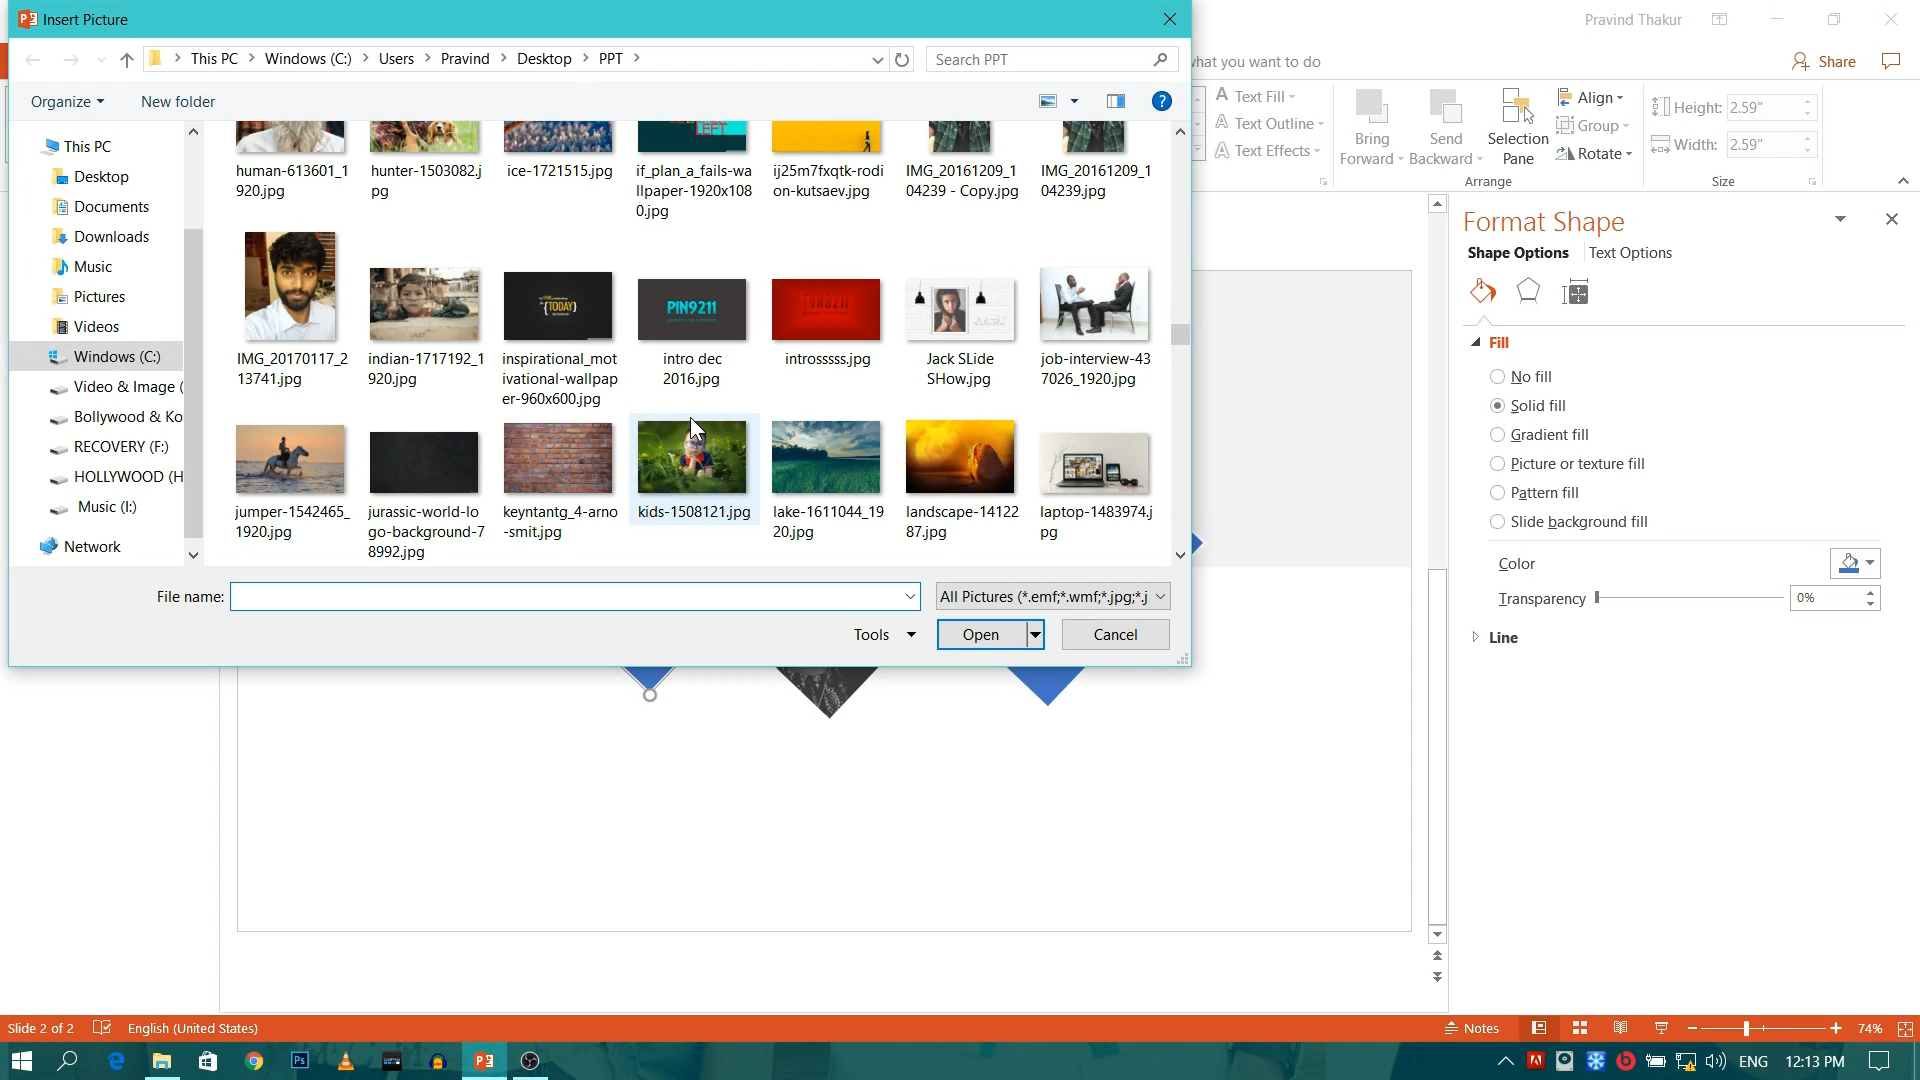 Insert Picture
Pravind Thakur
This PC > Windows (C:) > Users > Pravind > Desktop > PPT >
Search PPT
what you want to do
Share
Organize
New folder
Text Fill
Text Outline
Text Effects
Bring Forward
Send Backward
Selection Pane
Align
Group
Rotate
Arrange
Height: 2.59"
Width: 2.59"
Size
This PC
Desktop
Documents
Downloads
Music
Pictures
Videos
Windows (C:)
Video & Image (
Bollywood & Ko
RECOVERY (F:)
HOLLYWOOD (H
Music (I:)
Network
LEFT
human-613601_1
920.jpg
hunter-1503082.j
pg
ice-1721515.jpg
if_plan_a_fails-wa
llpaper-1920x108
0.jpg
ij25m7fxqtk-rodi
on-kutsaev.jpg
IMG_20161209_1
04239 - Copy.jpg
IMG_20161209_1
04239.jpg
{TODAY}
PIN9211
PIN9211
IMG_20170117_2
13741.jpg
indian-1717192_1
920.jpg
inspirational_mot
ivational-wallpap
er-960x600.jpg
intro dec
2016.jpg
introsssss.jpg
Jack SLide
SHow.jpg
job-interview-43
7026_1920.jpg
jumper-1542465_
1920.jpg
jurassic-world-lo
go-background-7
8992.jpg
keyntantg_4-arno
-smit.jpg
kids-1508121.jpg
lake-1611044_19
20.jpg
landscape-14122
87.jpg
laptop-1483974.j
pg
File name:
All Pictures (*.emf;*.wmf;*.jpg;*.j
Tools
Open
Cancel
Format Shape
Shape Options
Text Options
Fill
No fill
Solid fill
Gradient fill
Picture or texture fill
Pattern fill
Slide background fill
Color
Transparency
0%
Line
Slide 2 of 2
English (United States)
Notes
74%
ENG
12:13 PM